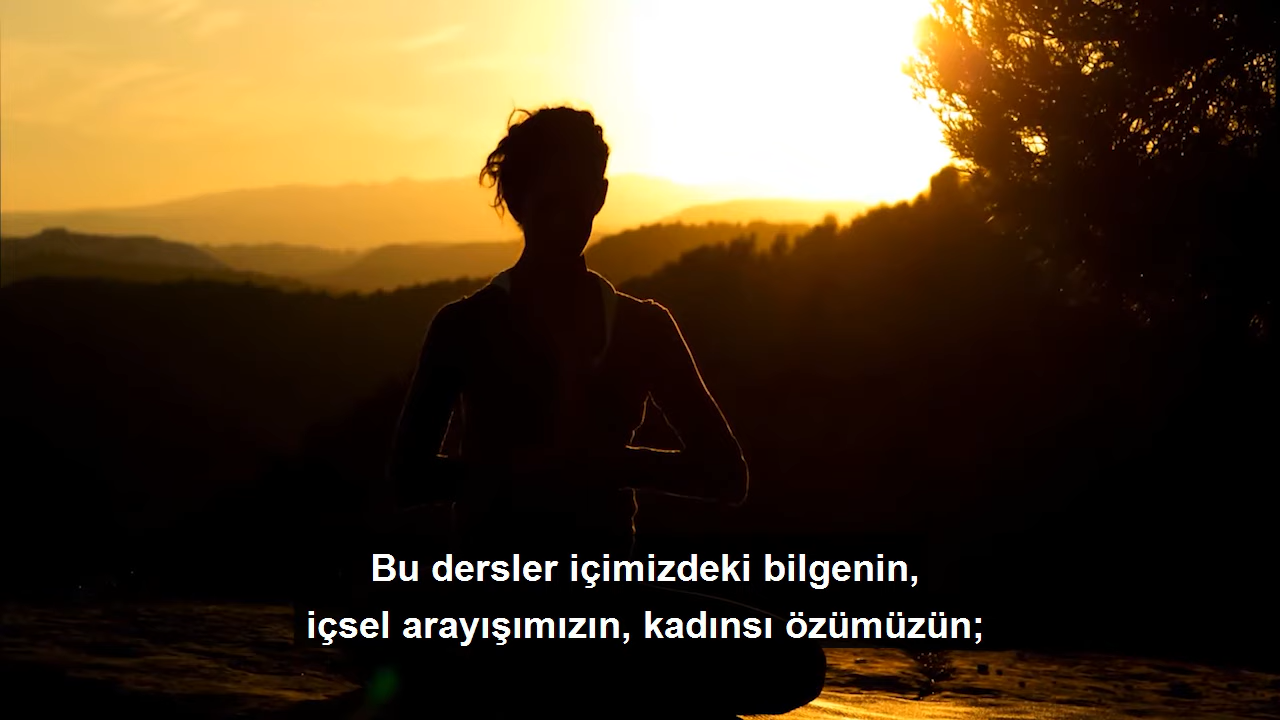 Bu dersler içimizdeki bilgenin,
içsel arayışımızın, kadınsı özümüzün;